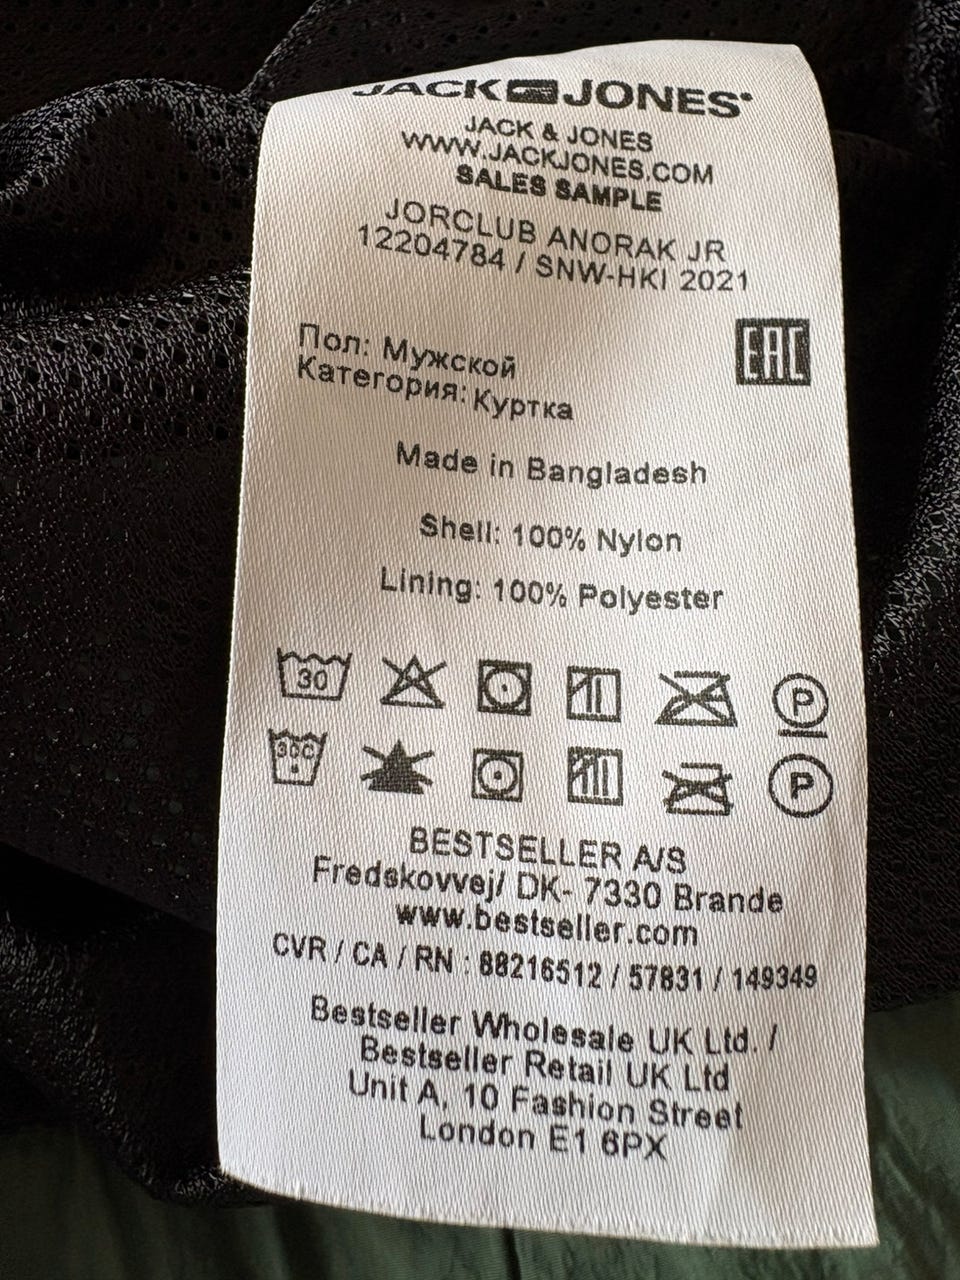 JACK JONES
JACK & JONES
WWW.JACKJONES.COM
SALES SAMPLE
JORCLUB ANORAK JR
12204784 / SNW-HKI 2021
EAC
Пол: Мужской
Категория: Куртка
Made in Bangladesh
Shell: 100% Nylon
Lining: 100% Polyester
30 P
30C P
BESTSELLER A/S
Fredskovvej/ DK- 7330 Brande
www.bestseller.com
CVR / CA / RN : 88216512 / 57831 / 149349
Bestseller Wholesale UK Ltd. /
Bestseller Retail UK Ltd
Unit A, 10 Fashion Street
London E1 6PX